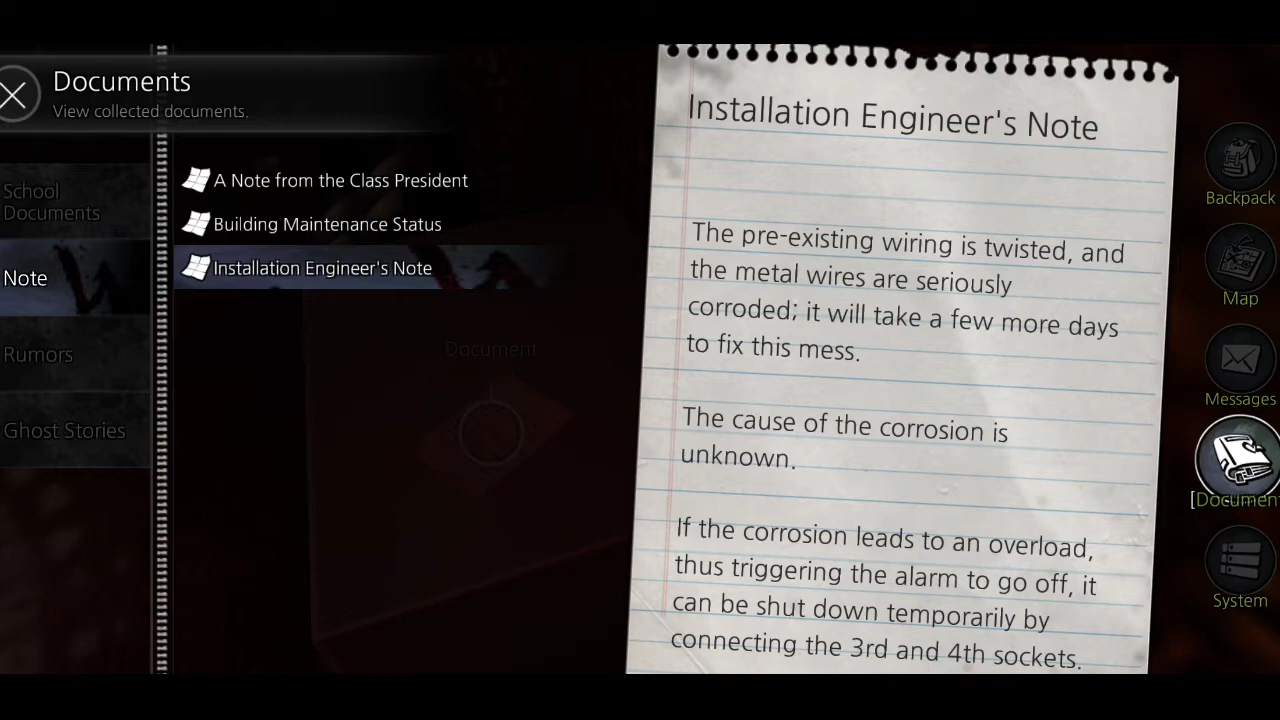 Documents
View collected documents.
School
Documents
Note
Rumors
Ghost Stories
A Note from the Class President
Building Maintenance Status
Installation Engineer's Note
Document
Installation Engineer's Note
The pre-existing wiring is twisted, and
the metal wires are seriously
corroded; it will take a few more days
to fix this mess.
The cause of the corrosion is
unknown.
If the corrosion leads to an overload,
thus triggering the alarm to go off, it
can be shut down temporarily by
connecting the 3rd and 4th sockets.
Backpack
Map
Messages
[Document
System